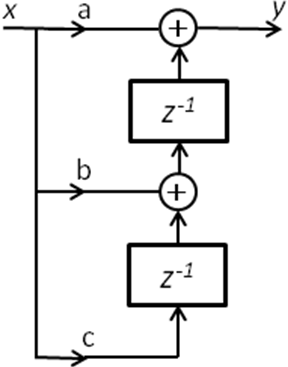 x a + y
z⁻¹
b +
z⁻¹
c